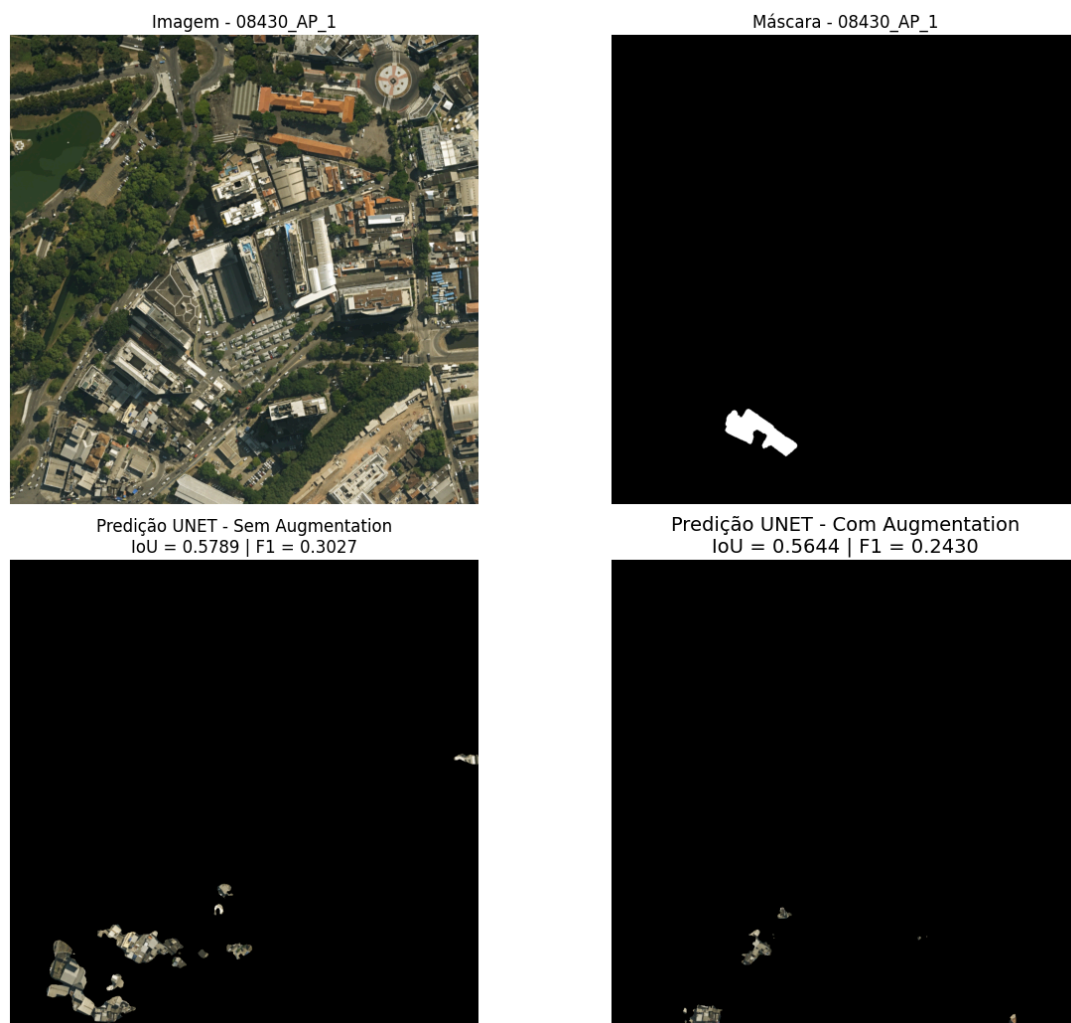 Imagem - 08430_AP_1
Máscara - 08430_AP_1
Predição UNET - Sem Augmentation
IoU = 0.5789 | F1 = 0.3027
Predição UNET - Com Augmentation
IoU = 0.5644 | F1 = 0.2430